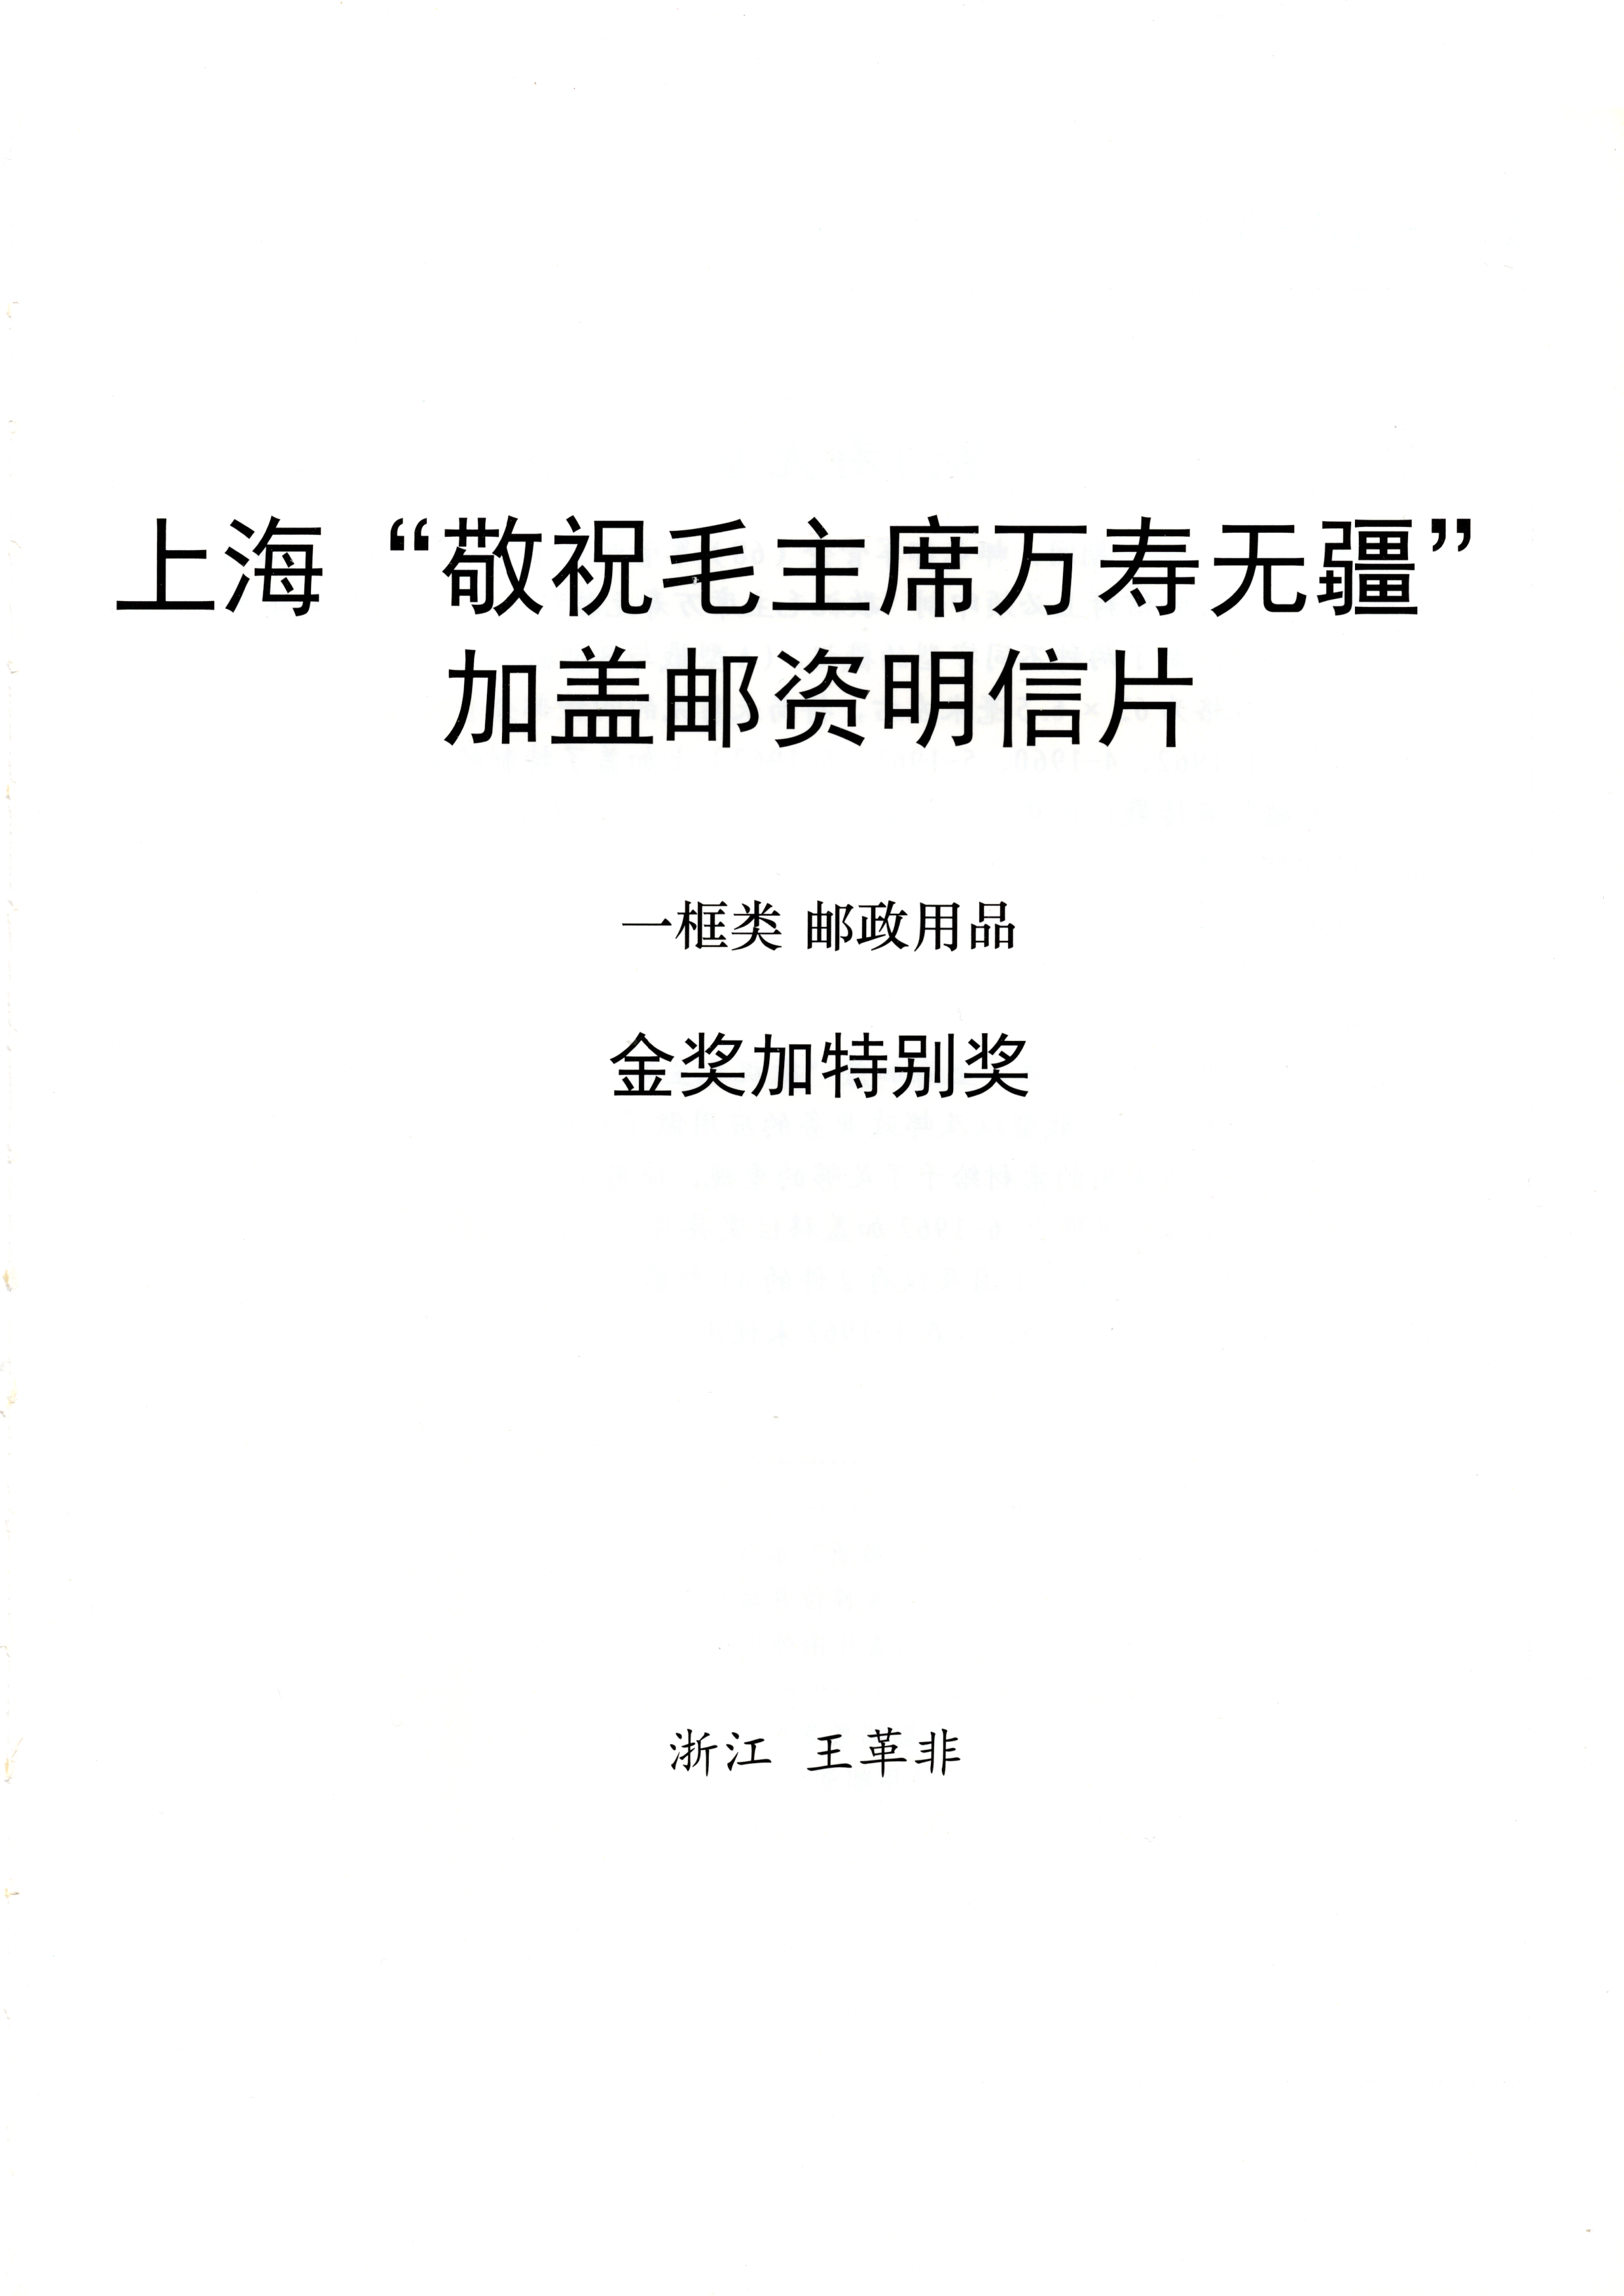 上海“敬祝毛主席万寿无疆”
加盖邮资明信片
一框类 邮政用品
金奖加特别奖
浙江 王革非